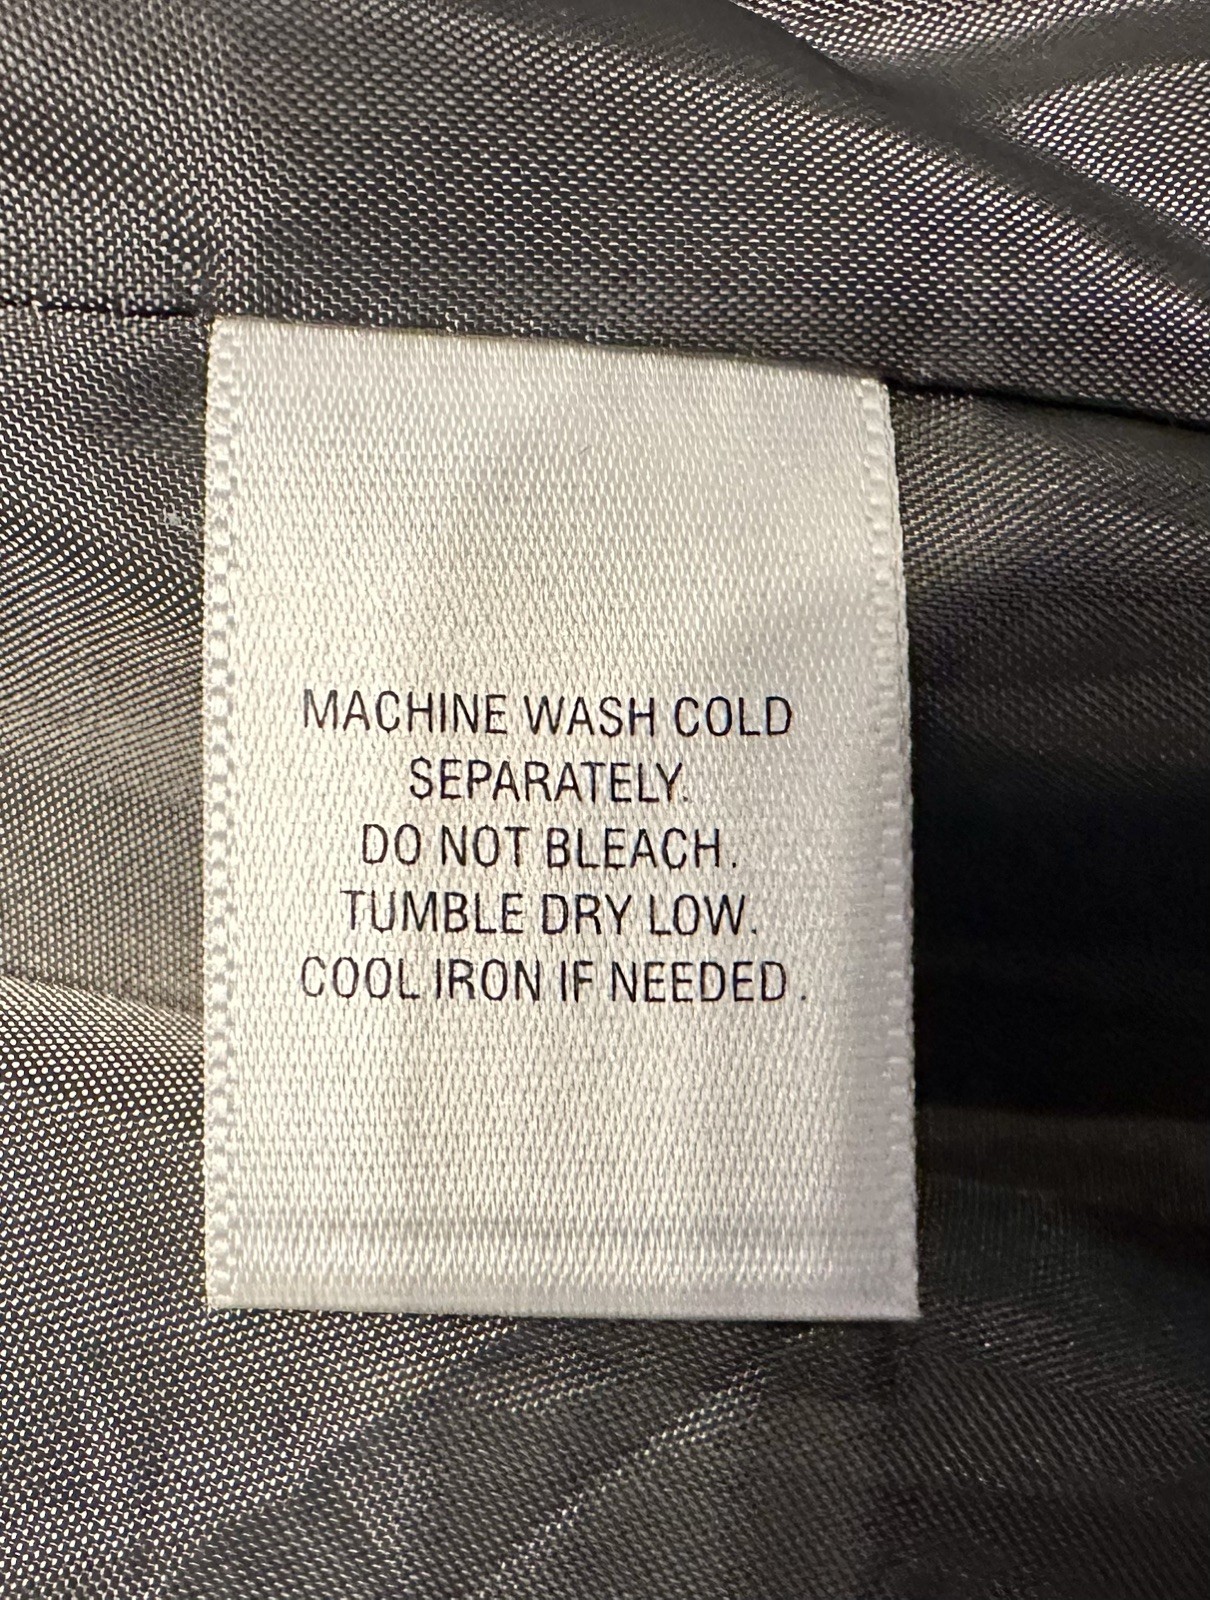 MACHINE WASH COLD
SEPARATELY.
DO NOT BLEACH.
TUMBLE DRY LOW.
COOL IRON IF NEEDED.